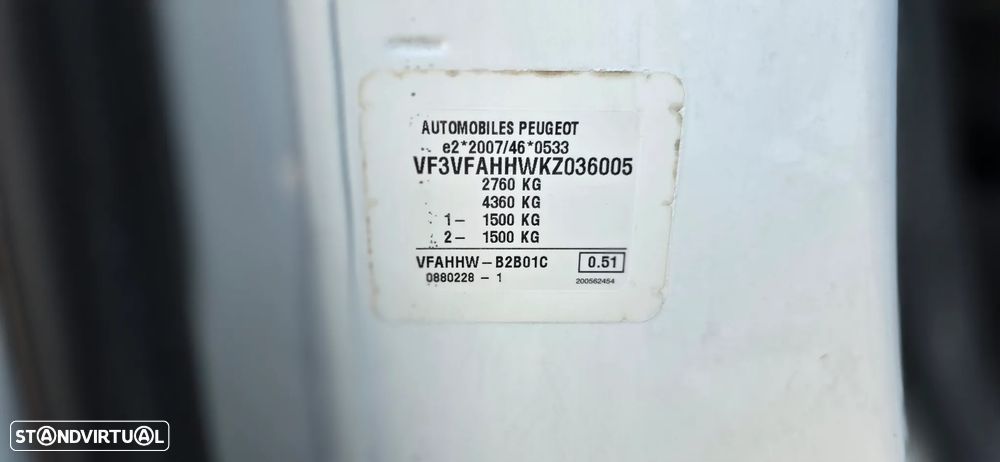 AUTOMOBILES PEUGEOT
e2*2007/46*0533
VF3VFAHHWKZ036005
2760 KG
4360 KG
1- 1500 KG
2- 1500 KG
VFAHHW-B2B01C 0.51
0880228 - 1 200562454
STANDVIRTUAL